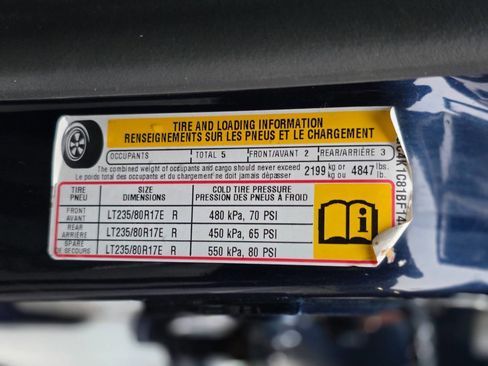 TIRE AND LOADING INFORMATION
RENSEIGNEMENTS SUR LES PNEUS ET LE CHARGEMENT
OCCUPANTS TOTAL 5 FRONT/AVANT 2 REAR/ARRIÈRE 3
The combined weight of occupants and cargo should never exceed 2199 kg or 4847 lbs.
Le poids total des occupants et du chargement ne doit jamais dépasser kg ou lb.
TIRE PNEU SIZE DIMENSIONS COLD TIRE PRESSURE PRESSION DES PNEUS À FROID
FRONT AVANT LT235/80R17E R 480 kPa, 70 PSI
REAR ARRIÈRE LT235/80R17E R 450 kPa, 65 PSI
SPARE DE SECOURS LT235/80R17E R 550 kPa, 80 PSI